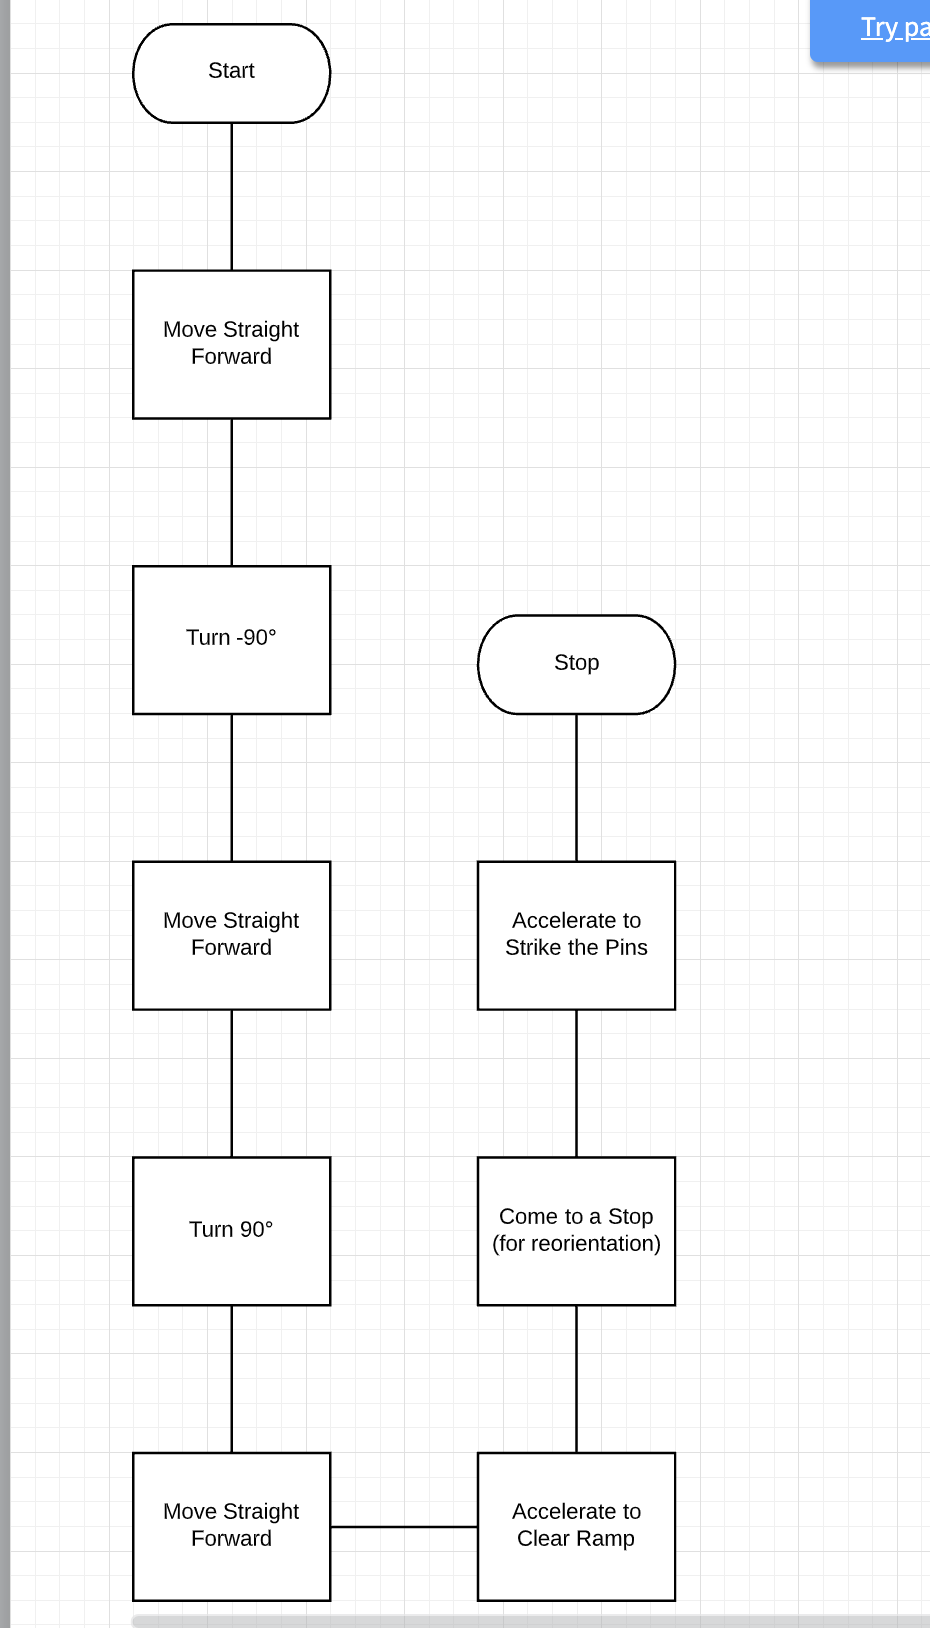 Try pa
Start
Move Straight
Forward
Turn -90°
Move Straight
Forward
Turn 90°
Move Straight
Forward
Accelerate to
Clear Ramp
Come to a Stop
(for reorientation)
Accelerate to
Strike the Pins
Stop